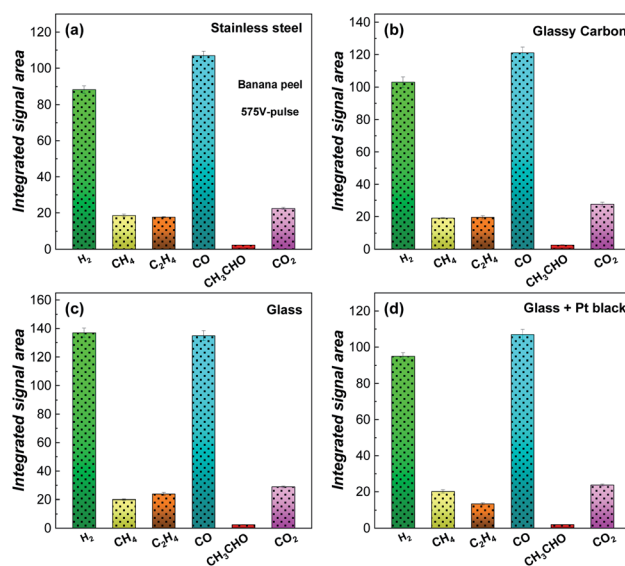 (a)
Stainless steel
Banana peel
575V-pulse
Integrated signal area
120
100
80
60
40
20
0
H₂
CH₄
C₂H₄
CO
CH₃CHO
CO₂
(b)
Glassy Carbon
Integrated signal area
140
120
100
80
60
40
20
0
H₂
CH₄
C₂H₄
CO
CH₃CHO
CO₂
(c)
Glass
Integrated signal area
160
140
120
100
80
60
40
20
0
H₂
CH₄
C₂H₄
CO
CH₃CHO
CO₂
(d)
Glass + Pt black
Integrated signal area
120
100
80
60
40
20
0
H₂
CH₄
C₂H₄
CO
CH₃CHO
CO₂